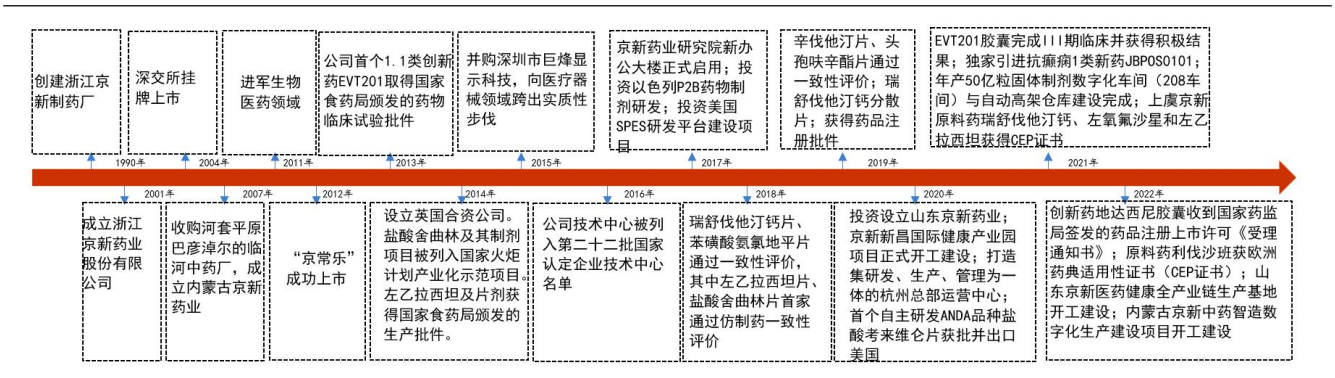 创建浙江京
新制药厂
深交所挂
牌上市
进军生物
医药领域
公司首个1.1类创新
药EVT201取得国家
食药局颁发的药物
临床试验批件
并购深圳市巨烽显
示科技，向医疗器
械领域跨出实质性
步伐
京新药业研究院新办
公大楼正式启用；投
资以色列P2B药物制
剂研发；投资美国
SPES研发平台建设项
目
辛伐他汀片、头
孢呋辛酯片通过
一致性评价；瑞
舒伐他汀钙分散
片；获得药品注
册批件
EVT201胶囊完成III期临床并获得积极结
果；独家引进抗癫痫1类新药JBPOS0101；
年产50亿粒固体制剂数字化车间（208车
间）与自动高架仓库建设完成；上虞京新
原料药瑞舒伐他汀钙、左氧氟沙星和左乙
拉西坦获得CEP证书
1990年
2004年
2011年
2013年
2015年
2017年
2019年
2021年
2001年
2007年
2012年
2014年
2016年
2018年
2020年
2022年
成立浙江
京新药业
股份有限
公司
收购河套平原
巴彦淖尔的临
河中药厂，成
立内蒙古京新
药业
“京常乐”
成功上市
设立英国合资公司。
盐酸舍曲林及其制剂
项目被列入国家火炬
计划产业化示范项目。
左乙拉西坦及片剂获
得国家食药局颁发的
生产批件。
公司技术中心被列
入第二十二批国家
认定企业技术中心
名单
瑞舒伐他汀钙片、
苯磺酸氨氯地平片
通过一致性评价，
其中左乙拉西坦片、
盐酸舍曲林片首家
通过仿制药一致性
评价
投资设立山东京新药业；
京新新昌国际健康产业园
项目正式开工建设；打造
集研发、生产、管理为一
体的杭州总部运营中心；
首个自主研发ANDA品种盐
酸考来维仑片获批并出口
美国
创新药地达西尼胶囊收到国家药监
局签发的药品注册上市许可《受理
通知书》；原料药利伐沙班获欧洲
药典适用性证书（CEP证书）；山
东京新医药健康全产业链生产基地
开工建设；内蒙古京新中药智造数
字化生产建设项目开工建设